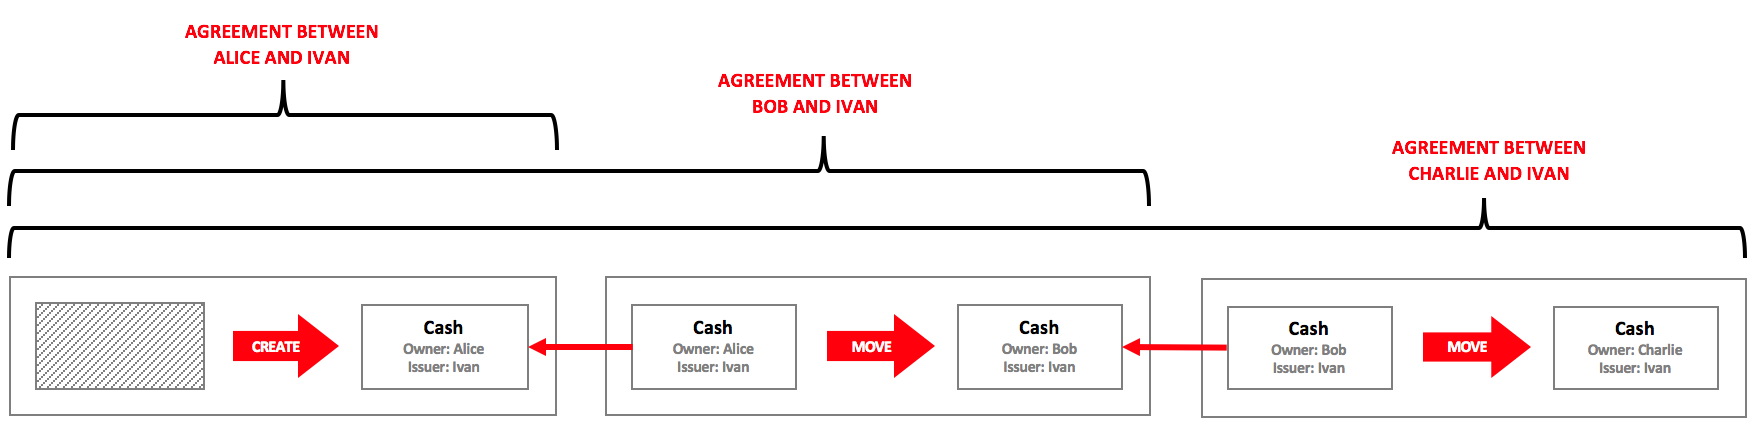 AGREEMENT BETWEEN
ALICE AND IVAN
AGREEMENT BETWEEN
BOB AND IVAN
AGREEMENT BETWEEN
CHARLIE AND IVAN
CREATE
Cash
Owner: Alice
Issuer: Ivan
Cash
Owner: Alice
Issuer: Ivan
MOVE
Cash
Owner: Bob
Issuer: Ivan
Cash
Owner: Bob
Issuer: Ivan
MOVE
Cash
Owner: Charlie
Issuer: Ivan